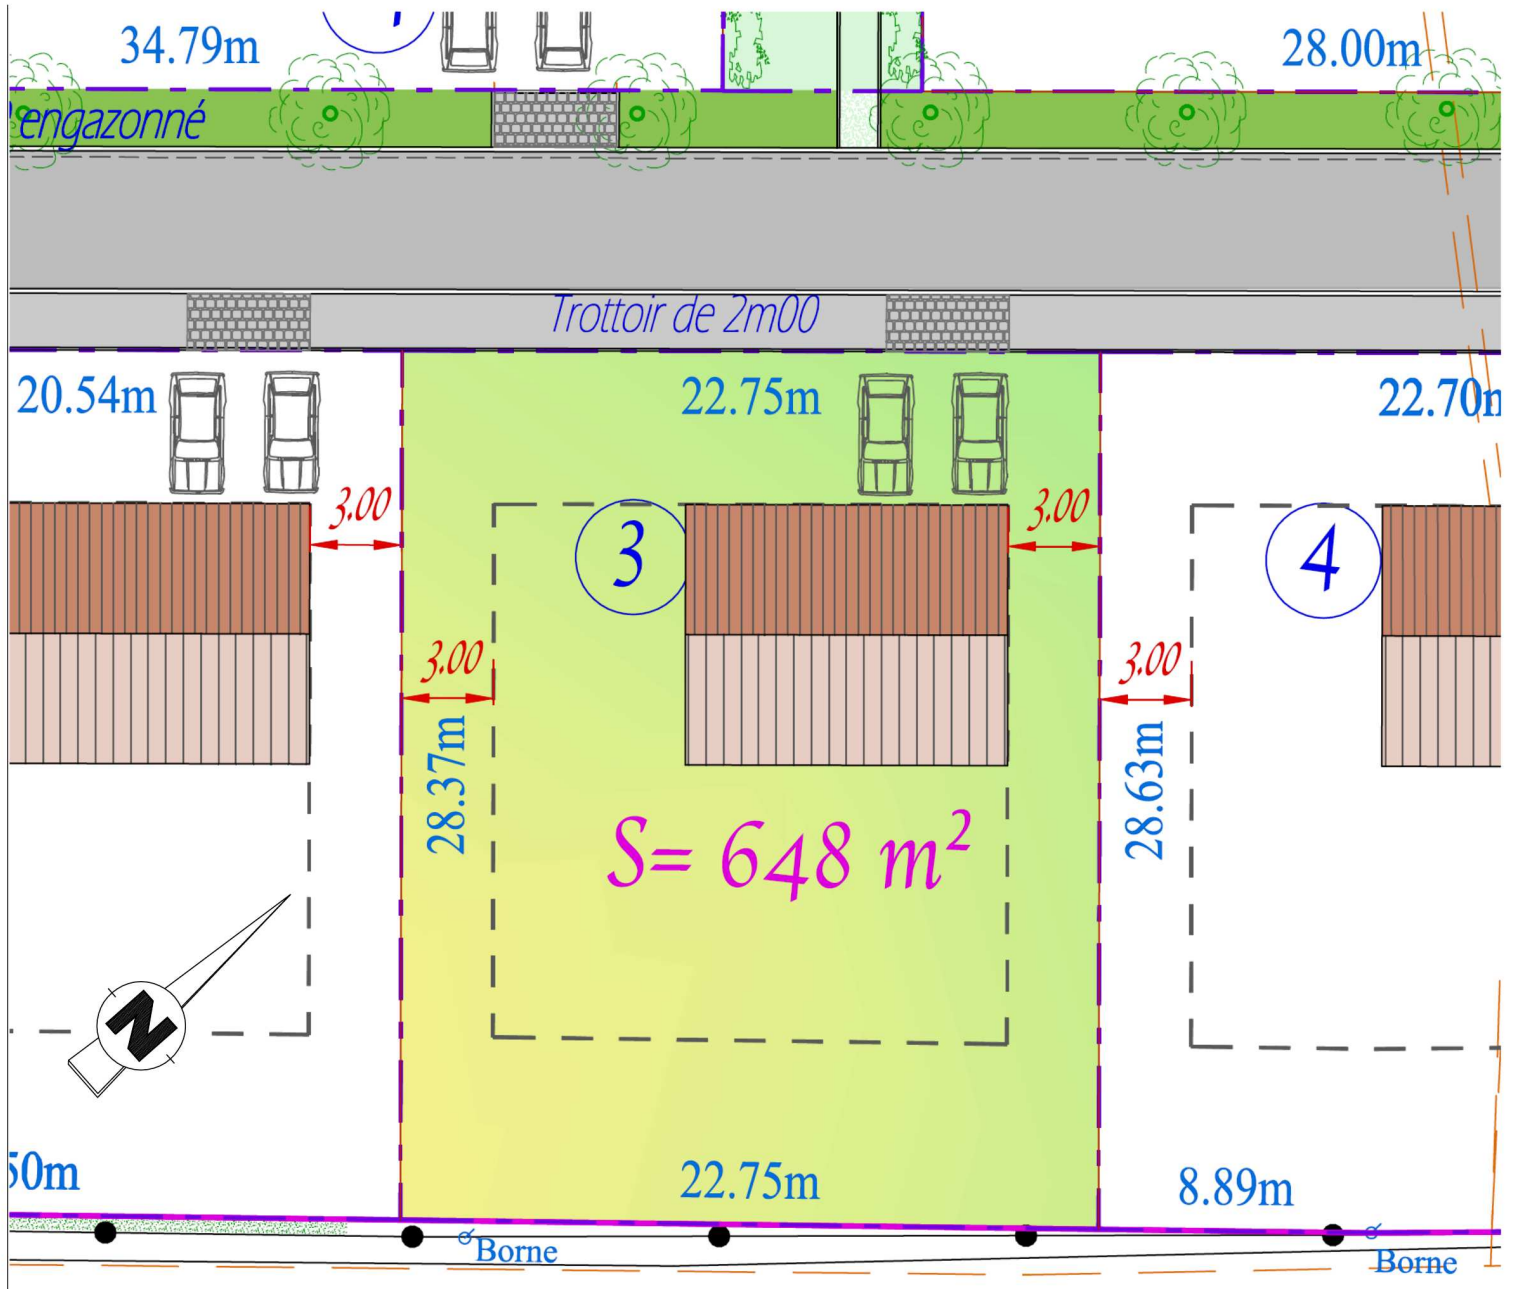 34.79m
28.00m
engazonné
Trottoir de 2m00
20.54m
22.75m
22.70m
3.00
3.00
3
4
3.00
3.00
28.37m
28.63m
S= 648 m²
N
50m
22.75m
8.89m
Borne
Borne